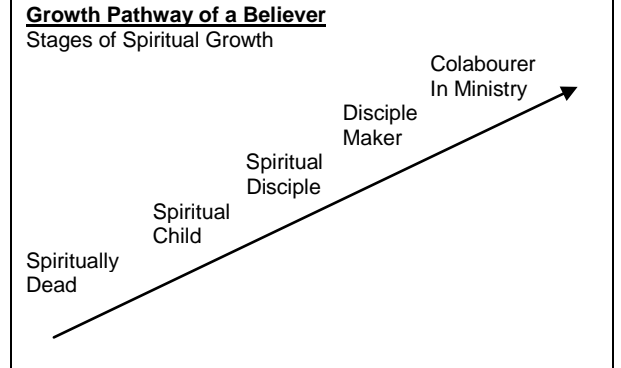 Growth Pathway of a Believer
Stages of Spiritual Growth
Colabourer
In Ministry
Disciple
Maker
Spiritual
Disciple
Spiritual
Child
Spiritually
Dead